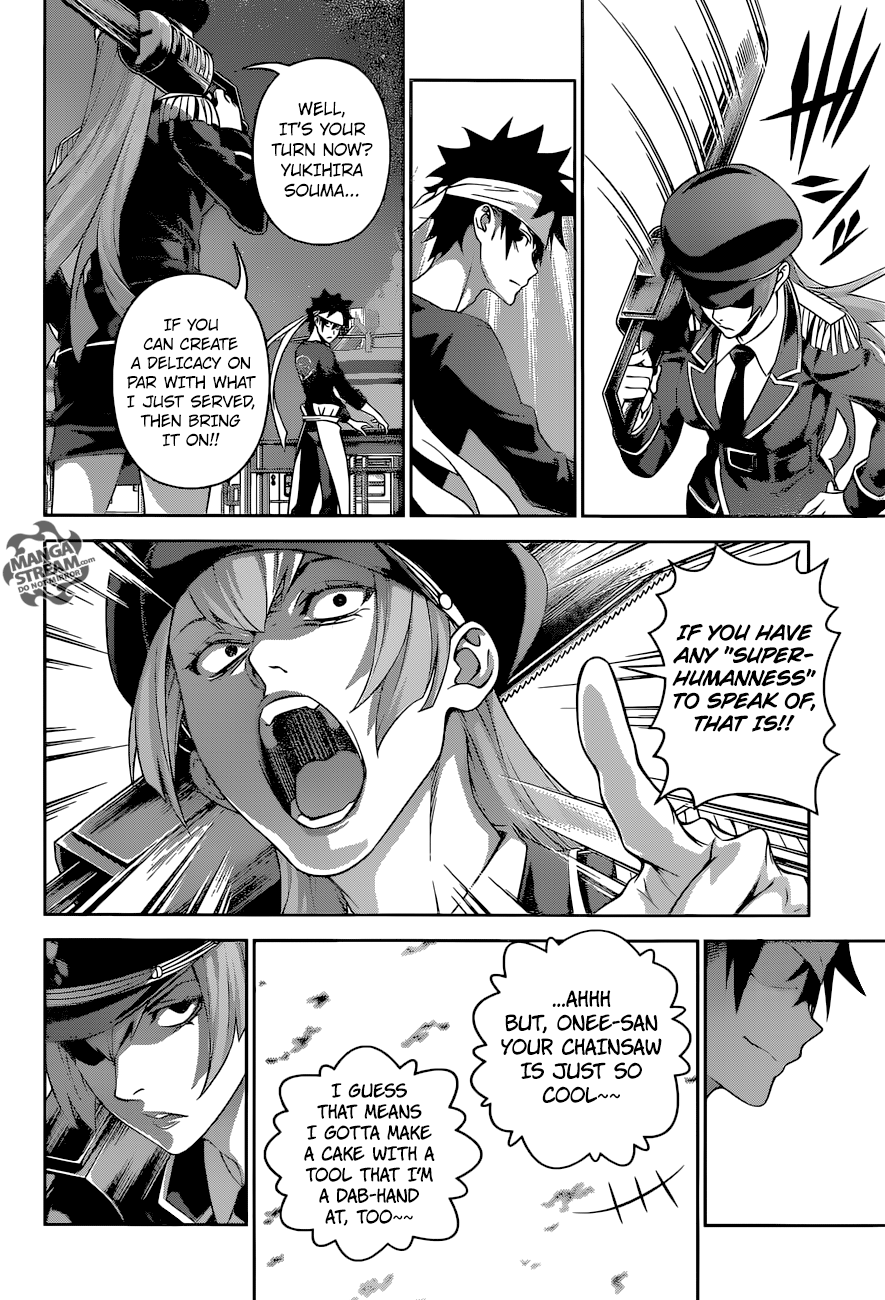 WELL,
IT'S YOUR
TURN NOW?
YUKIHIRA
SOUMA...
IF YOU
CAN CREATE
A DELICACY ON
PAR WITH WHAT
I JUST SERVED,
THEN BRING
IT ON!!
MANGA
STREAM.COM
DO NOT MIRROR
IF YOU HAVE
ANY "SUPER-
HUMANNESS"
TO SPEAK OF,
THAT IS!!
...AHHH
BUT, ONEE-SAN
YOUR CHAINSAW
IS JUST SO
COOL~~
I GUESS
THAT MEANS
I GOTTA MAKE
A CAKE WITH A
TOOL THAT I'M
A DAB-HAND
AT, TOO~~